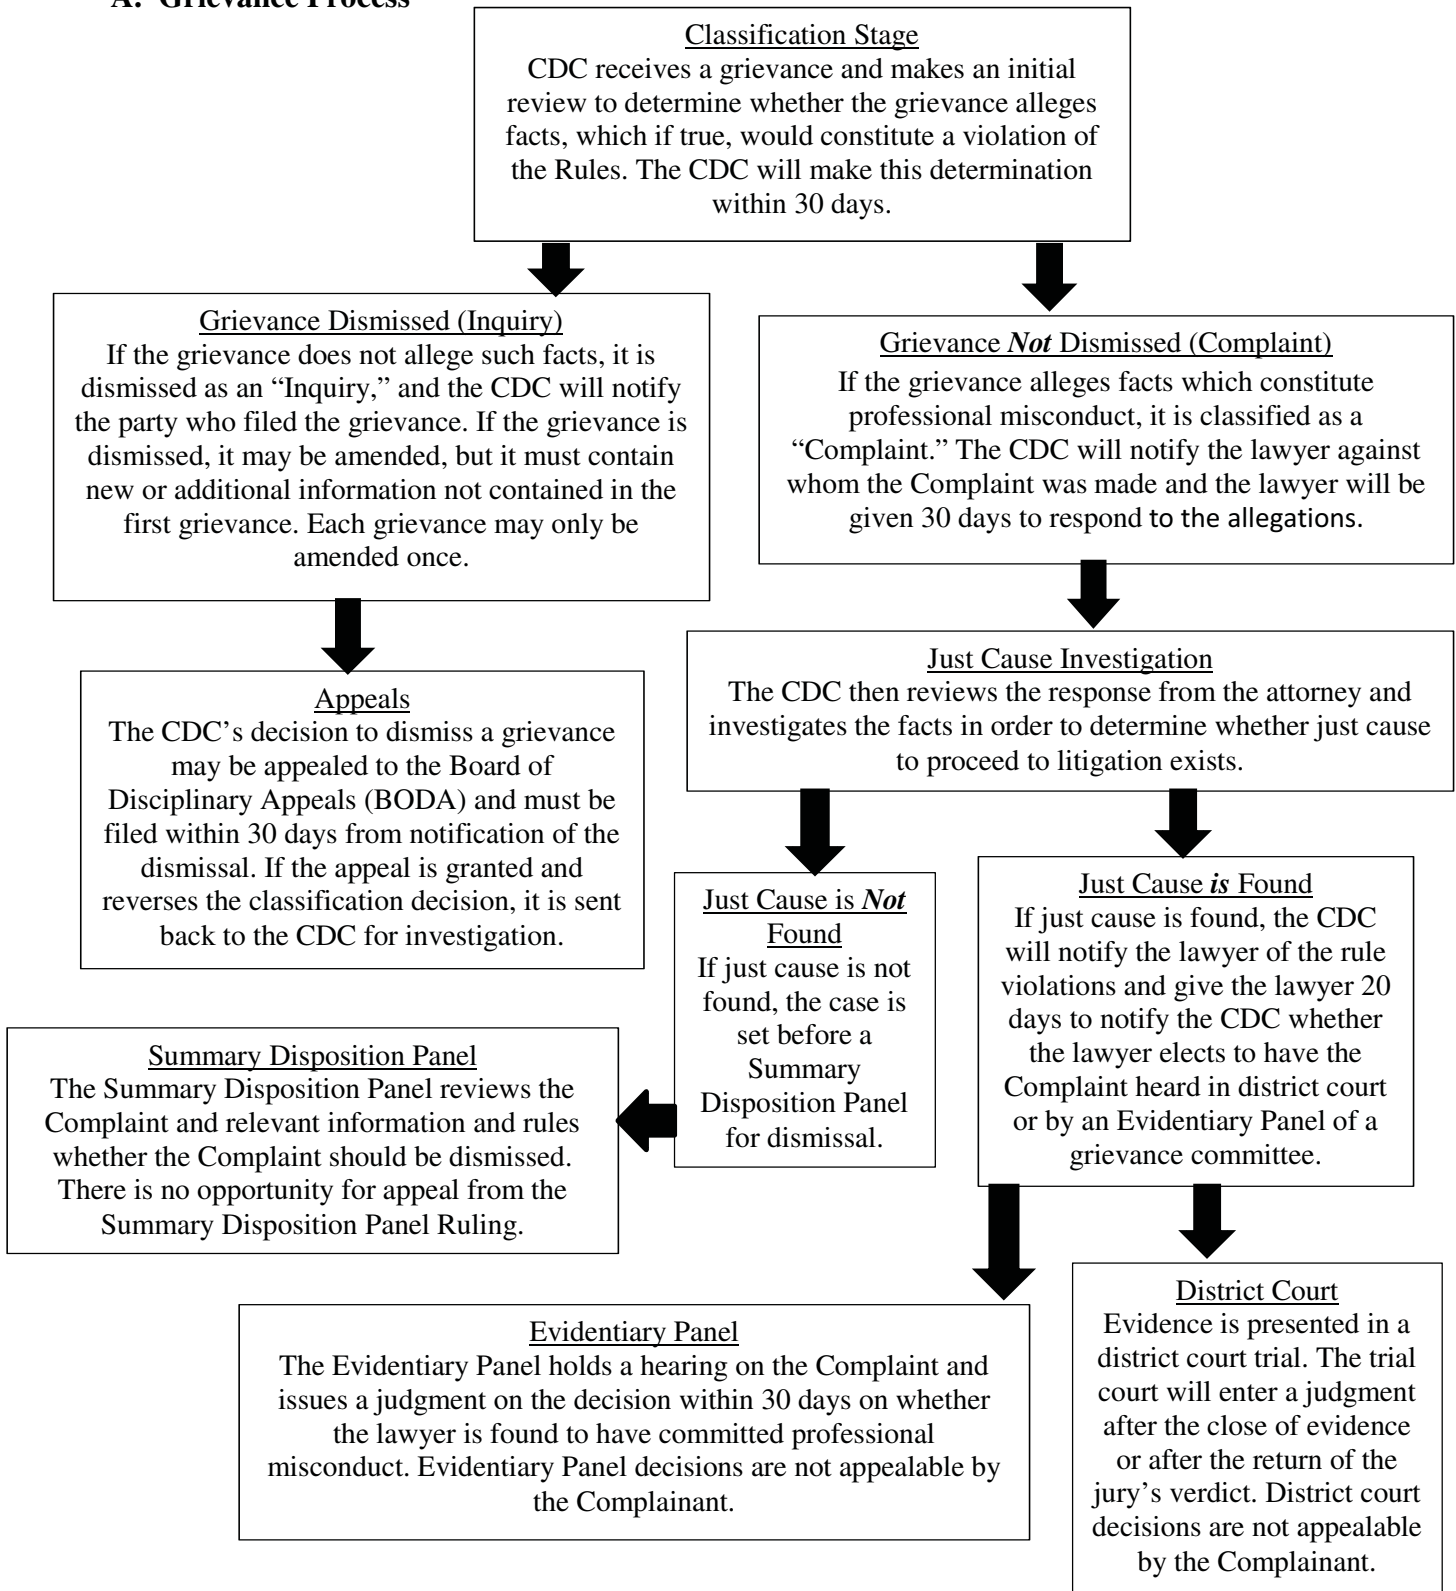 A. Grievance Process
Classification Stage
CDC receives a grievance and makes an initial
review to determine whether the grievance alleges
facts, which if true, would constitute a violation of
the Rules. The CDC will make this determination
within 30 days.
Grievance Dismissed (Inquiry)
If the grievance does not allege such facts, it is
dismissed as an “Inquiry,” and the CDC will notify
the party who filed the grievance. If the grievance is
dismissed, it may be amended, but it must contain
new or additional information not contained in the
first grievance. Each grievance may only be
amended once.
Grievance Not Dismissed (Complaint)
If the grievance alleges facts which constitute
professional misconduct, it is classified as a
“Complaint.” The CDC will notify the lawyer against
whom the Complaint was made and the lawyer will be
given 30 days to respond to the allegations.
Appeals
The CDC’s decision to dismiss a grievance
may be appealed to the Board of
Disciplinary Appeals (BODA) and must be
filed within 30 days from notification of the
dismissal. If the appeal is granted and
reverses the classification decision, it is sent
back to the CDC for investigation.
Just Cause Investigation
The CDC then reviews the response from the attorney and
investigates the facts in order to determine whether just cause
to proceed to litigation exists.
Just Cause is Not
Found
If just cause is not
found, the case is
set before a
Summary
Disposition Panel
for dismissal.
Just Cause is Found
If just cause is found, the CDC
will notify the lawyer of the rule
violations and give the lawyer 20
days to notify the CDC whether
the lawyer elects to have the
Complaint heard in district court
or by an Evidentiary Panel of a
grievance committee.
Summary Disposition Panel
The Summary Disposition Panel reviews the
Complaint and relevant information and rules
whether the Complaint should be dismissed.
There is no opportunity for appeal from the
Summary Disposition Panel Ruling.
Evidentiary Panel
The Evidentiary Panel holds a hearing on the Complaint and
issues a judgment on the decision within 30 days on whether
the lawyer is found to have committed professional
misconduct. Evidentiary Panel decisions are not appealable by
the Complainant.
District Court
Evidence is presented in a
district court trial. The trial
court will enter a judgment
after the close of evidence
or after the return of the
jury’s verdict. District court
decisions are not appealable
by the Complainant.